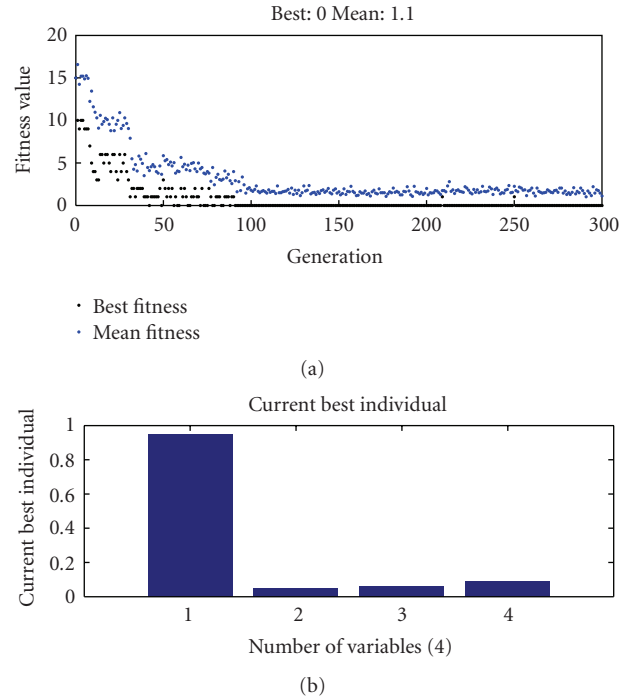 Best: 0 Mean: 1.1
Fitness value
20
15
10
5
0
0 50 100 150 200 250 300
Generation
Best fitness
Mean fitness
(a)
Current best individual
Current best individual
1
0.8
0.6
0.4
0.2
0
1 2 3 4
Number of variables (4)
(b)